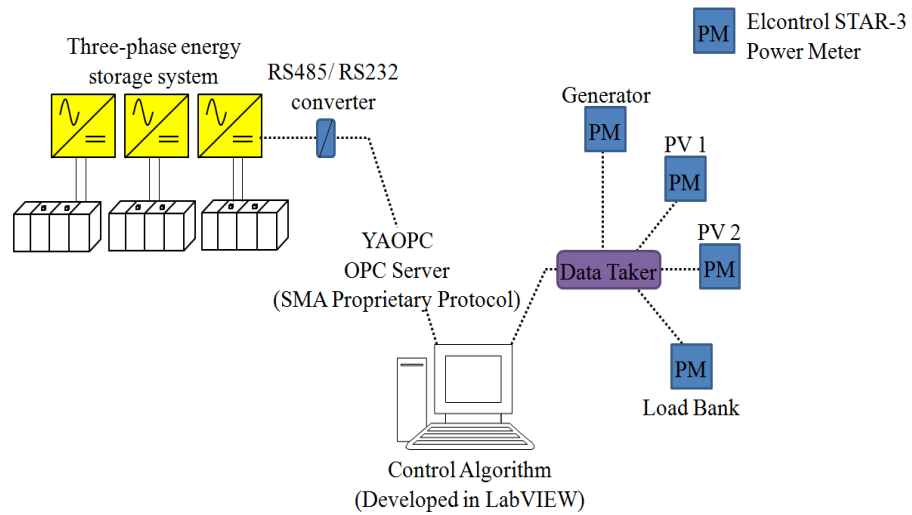 Three-phase energy
storage system
RS485/ RS232
converter
Elcontrol STAR-3
Power Meter
PM
Generator
PM
PV 1
PM
PV 2
PM
Data Taker
YAOPC
OPC Server
(SMA Proprietary Protocol)
PM
Load Bank
Control Algorithm
(Developed in LabVIEW)